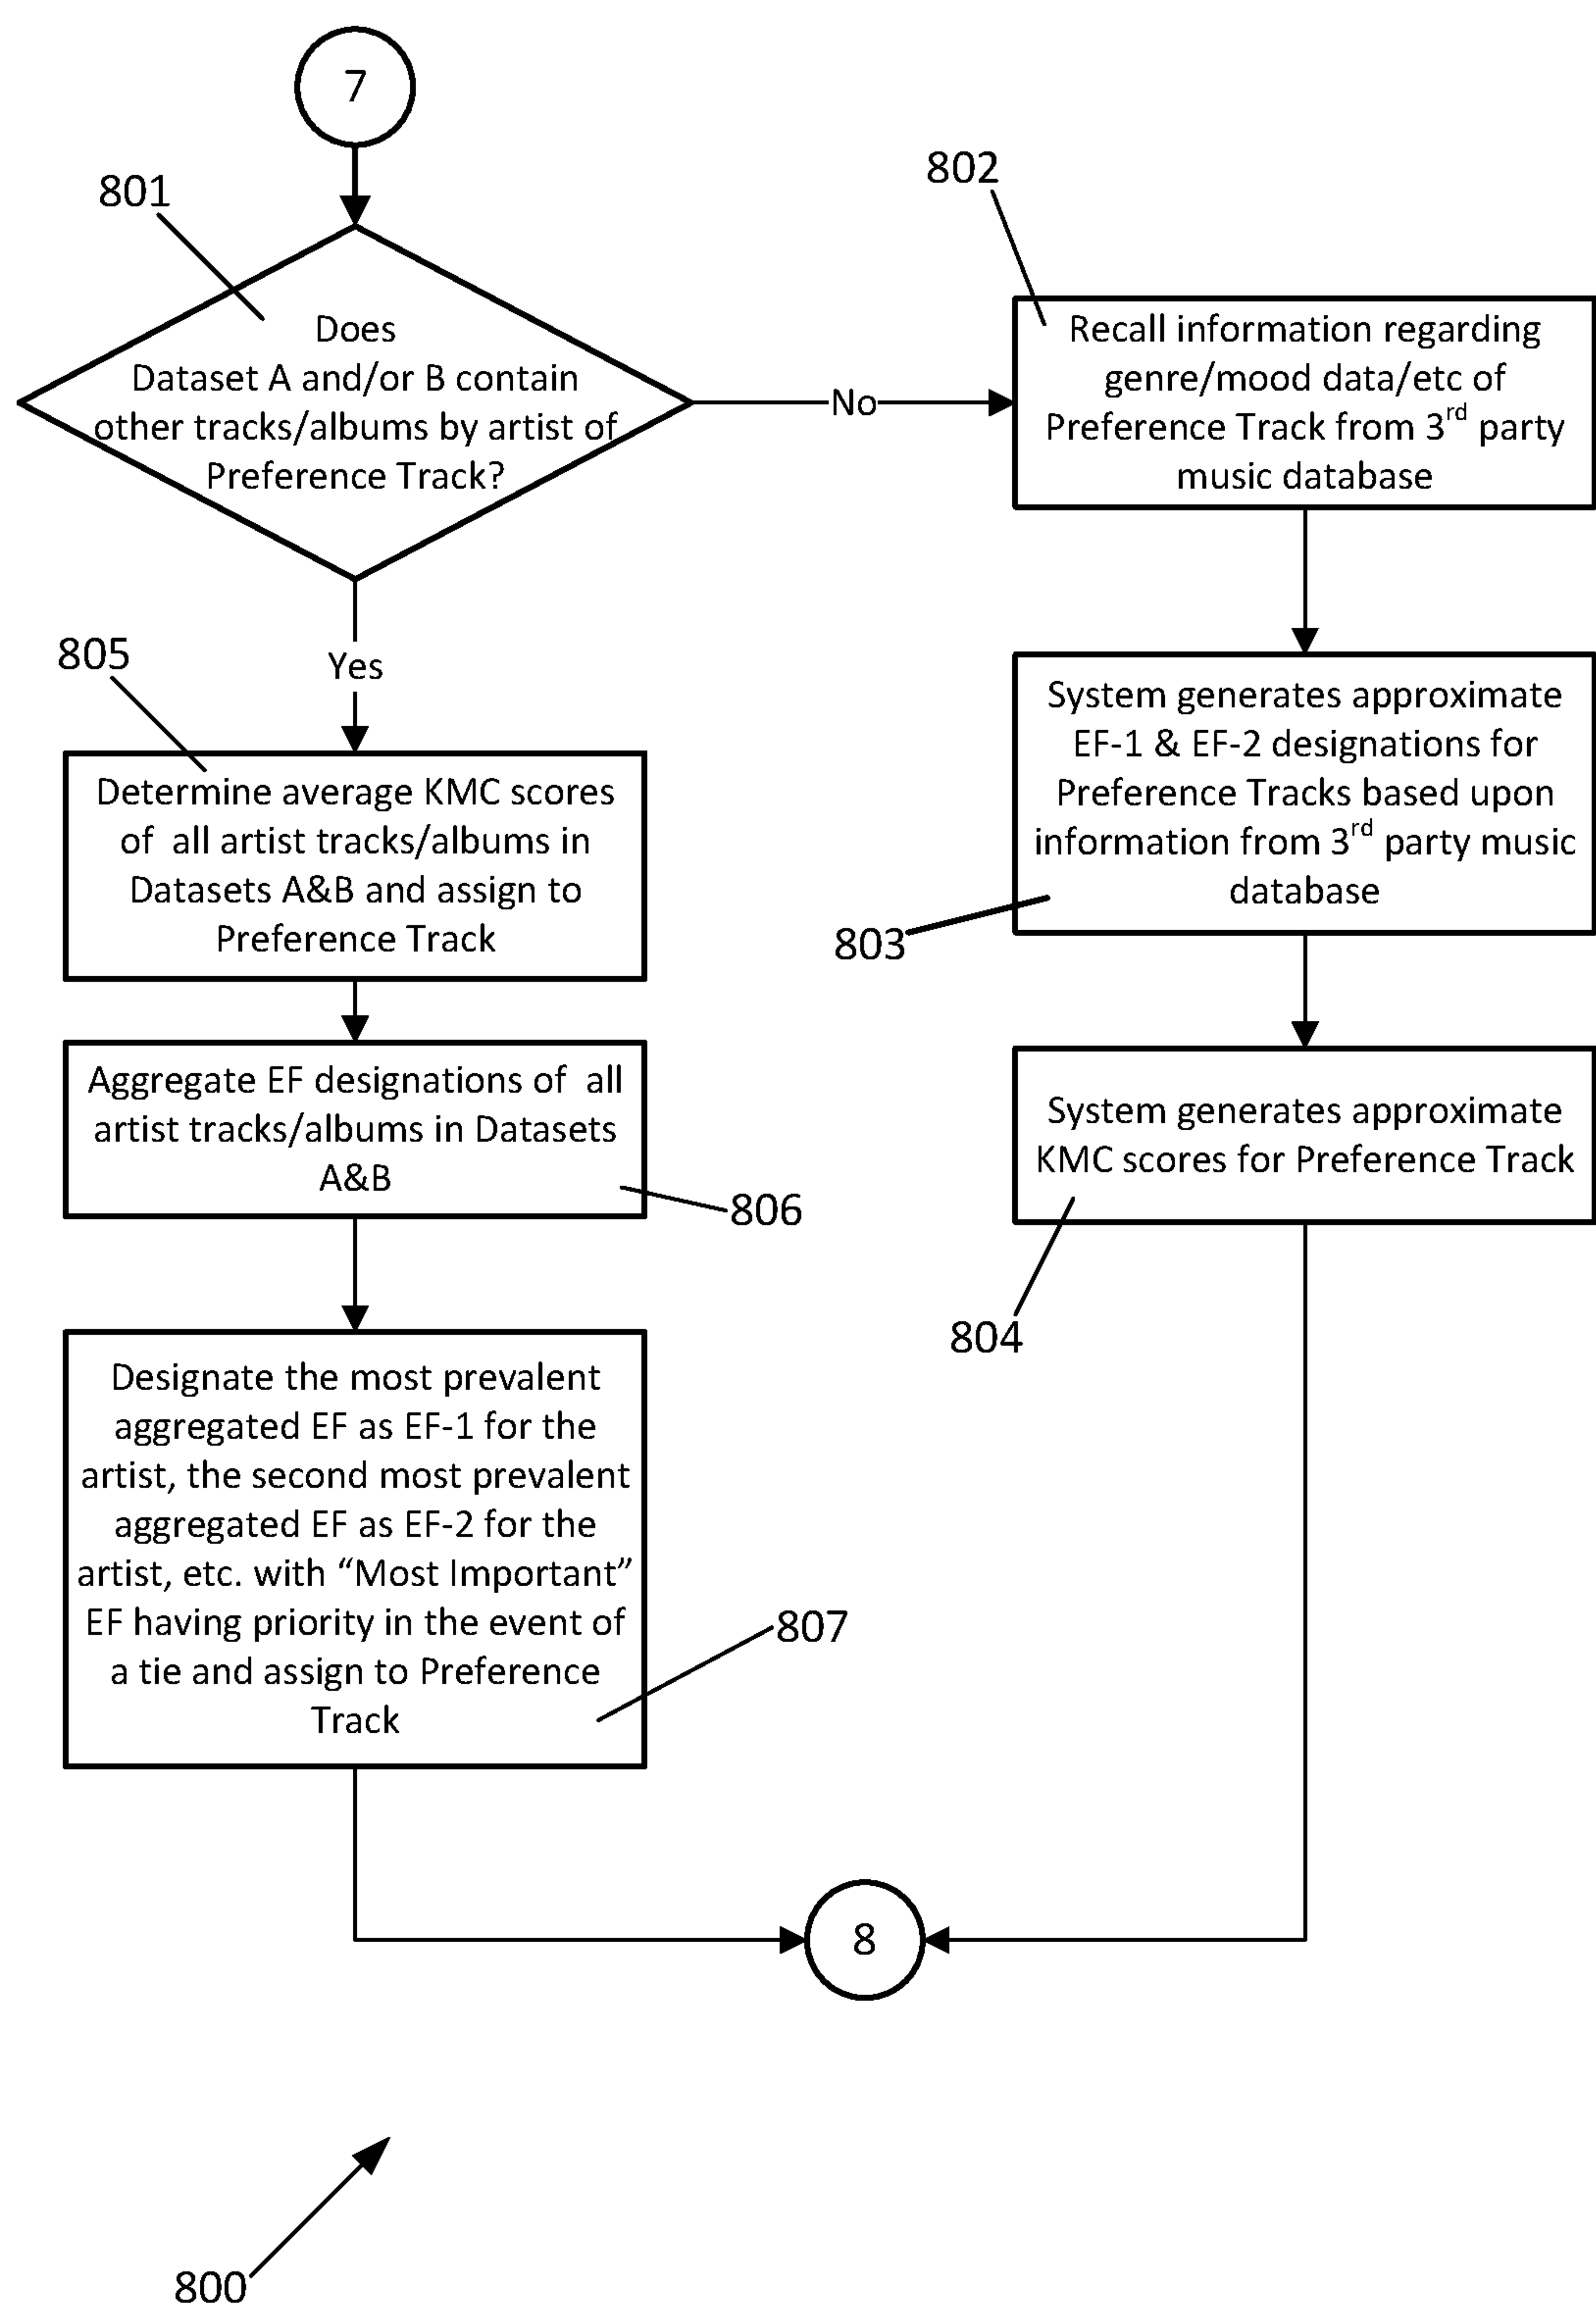 7
801
Does
Dataset A and/or B contain
other tracks/albums by artist of
Preference Track?
No
802
Recall information regarding
genre/mood data/etc of
Preference Track from 3rd party
music database
Yes
805
Determine average KMC scores
of all artist tracks/albums in
Datasets A&B and assign to
Preference Track
System generates approximate
EF-1 & EF-2 designations for
Preference Tracks based upon
information from 3rd party music
database
803
Aggregate EF designations of all
artist tracks/albums in Datasets
A&B
806
System generates approximate
KMC scores for Preference Track
804
Designate the most prevalent
aggregated EF as EF-1 for the
artist, the second most prevalent
aggregated EF as EF-2 for the
artist, etc. with “Most Important”
EF having priority in the event of
a tie and assign to Preference
Track
807
8
800